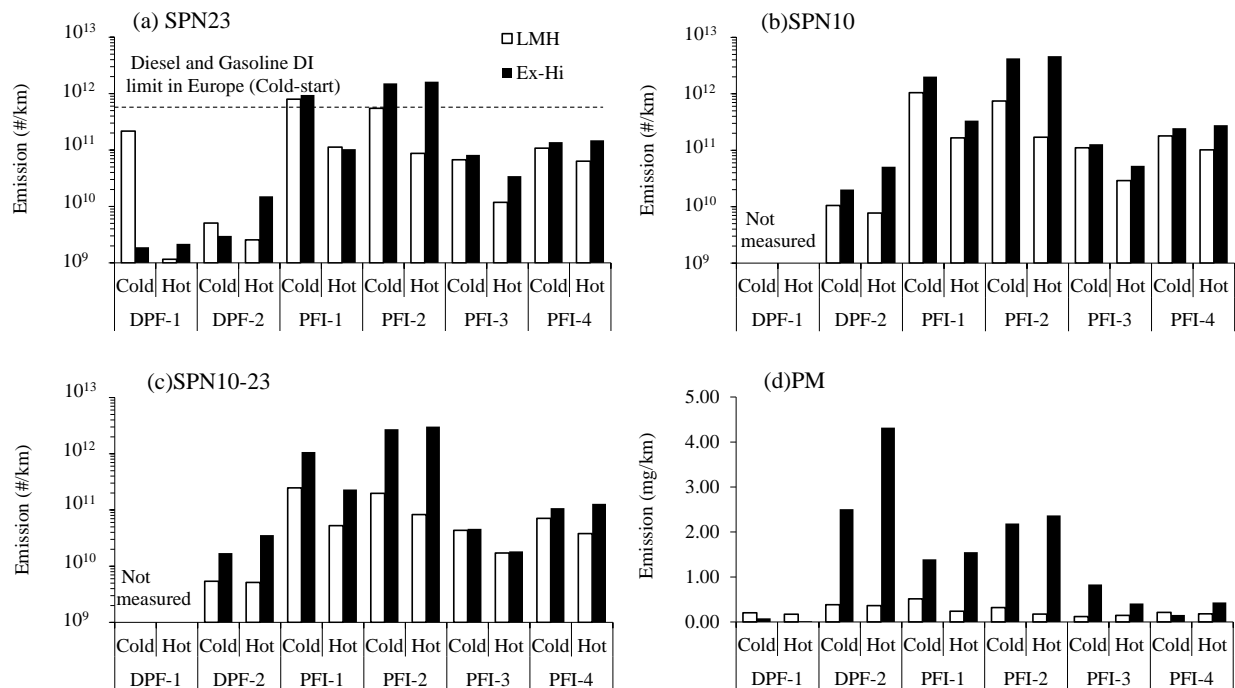 (a) SPN23
Emission (#/km)
10^13
10^12
10^11
10^10
10^9
Diesel and Gasoline DI
limit in Europe (Cold-start)
LMH
Ex-Hi
Cold Hot Cold Hot Cold Hot Cold Hot Cold Hot Cold Hot
DPF-1 DPF-2 PFI-1 PFI-2 PFI-3 PFI-4
(b)SPN10
Emission (#/km)
10^13
10^12
10^11
10^10
10^9
Not
measured
Cold Hot Cold Hot Cold Hot Cold Hot Cold Hot Cold Hot
DPF-1 DPF-2 PFI-1 PFI-2 PFI-3 PFI-4
(c)SPN10-23
Emission (#/km)
10^13
10^12
10^11
10^10
10^9
Not
measured
Cold Hot Cold Hot Cold Hot Cold Hot Cold Hot Cold Hot
DPF-1 DPF-2 PFI-1 PFI-2 PFI-3 PFI-4
(d)PM
Emission (mg/km)
5.00
4.00
3.00
2.00
1.00
0.00
Cold Hot Cold Hot Cold Hot Cold Hot Cold Hot Cold Hot
DPF-1 DPF-2 PFI-1 PFI-2 PFI-3 PFI-4